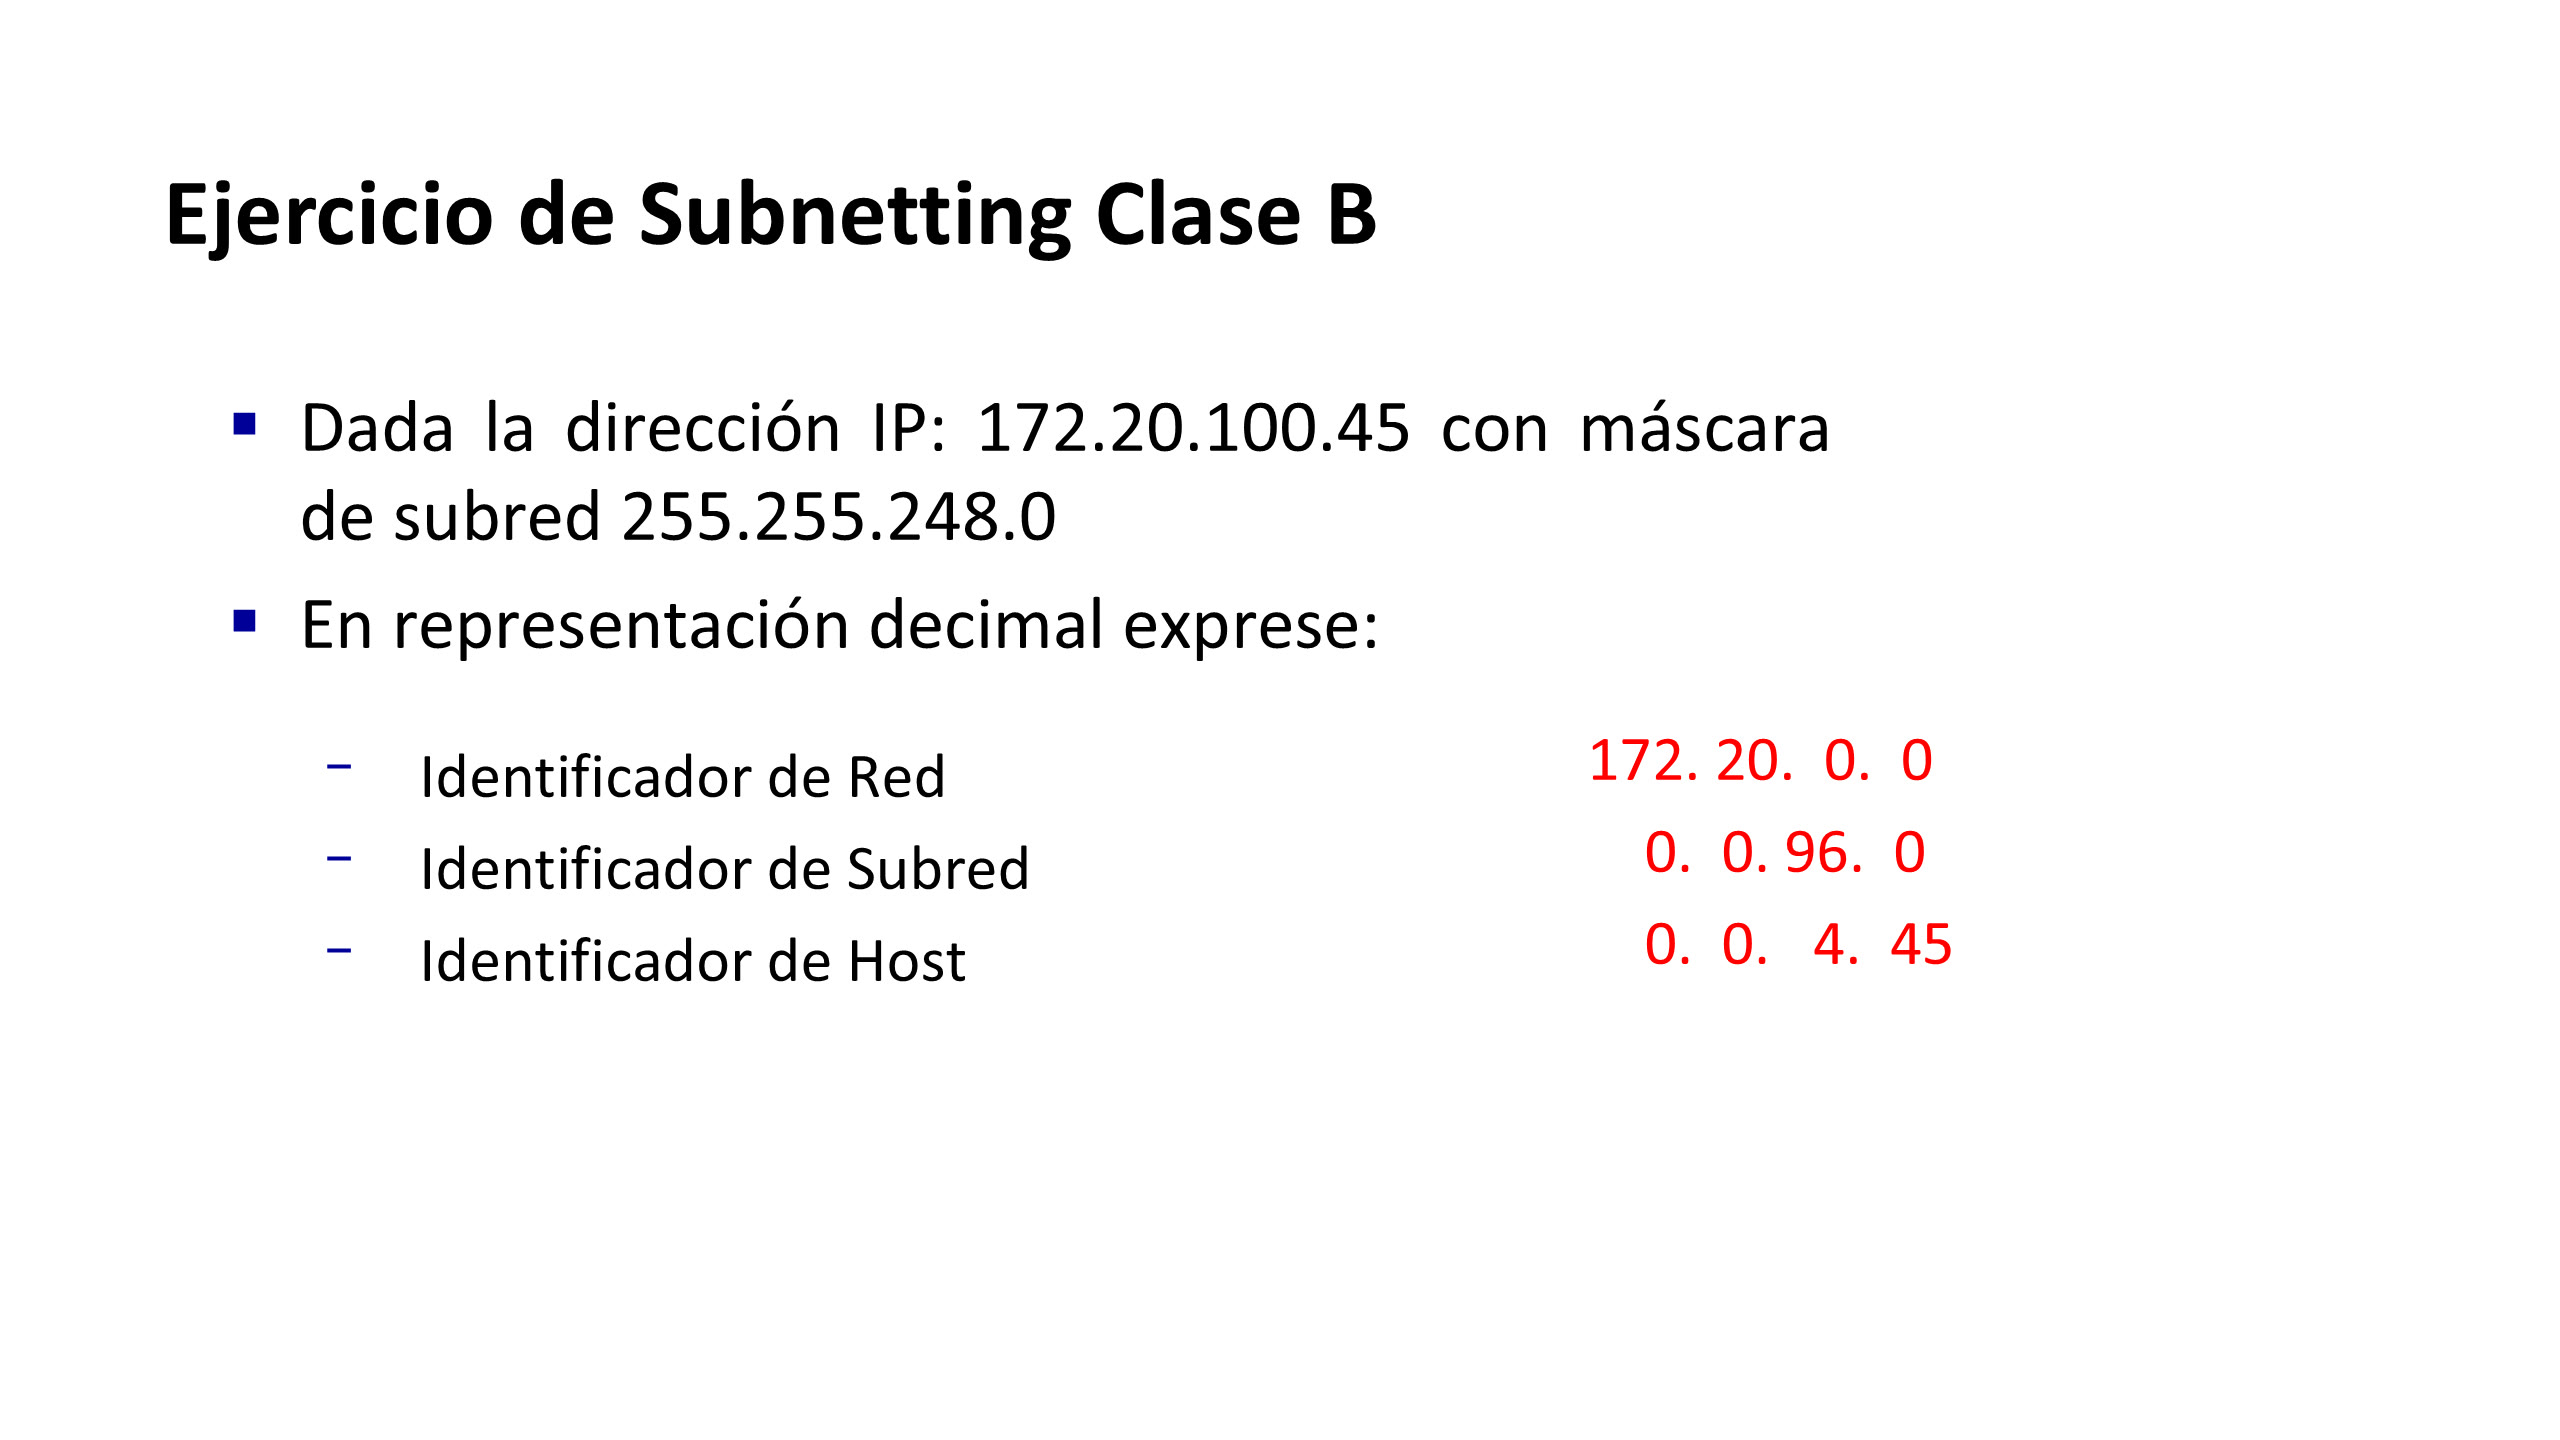 Ejercicio de Subnetting Clase B
▪ Dada la dirección IP: 172.20.100.45 con máscara
de subred 255.255.248.0
▪ En representación decimal exprese:
– Identificador de Red 172. 20. 0. 0
– Identificador de Subred 0. 0. 96. 0
– Identificador de Host 0. 0. 4. 45